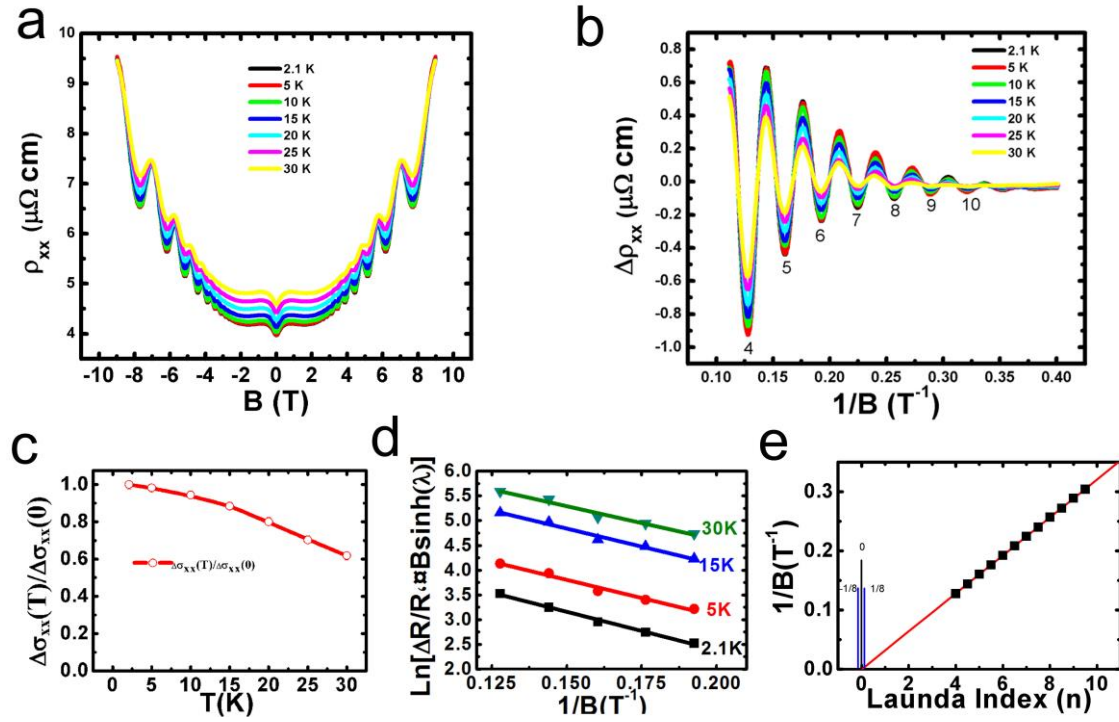 a
10
9
8
7
6
5
4
ρxx (μΩ cm)
2.1 K
5 K
10 K
15 K
20 K
25 K
30 K
-10 -8 -6 -4 -2 0 2 4 6 8 10
B (T)
b
0.8
0.4
0.0
-0.4
-0.8
-1.0
Δρxx (μΩ cm)
2.1 K
5 K
10 K
15 K
20 K
25 K
30 K
4
5
6
7
8
9
10
0.10 0.15 0.20 0.25 0.30 0.35 0.40
1/B (T-1)
c
1.0
0.8
0.6
0.4
0.2
0.0
Δσxx(T)/Δσxx(0)
Δσxx(T)/Δσxx(0)
0 5 10 15 20 25 30
T(K)
d
6.0
5.5
5.0
4.5
4.0
3.5
3.0
2.5
2.0
Ln[ΔR/R·¤Bsinh(λ)]
30K
15K
5K
2.1K
0.125 0.150 0.175 0.200
1/B(T-1)
e
0.3
0.2
0.1
0.0
1/B(T-1)
0
-1/8
1/8
0 2 4 6 8 10
Launda Index (n)